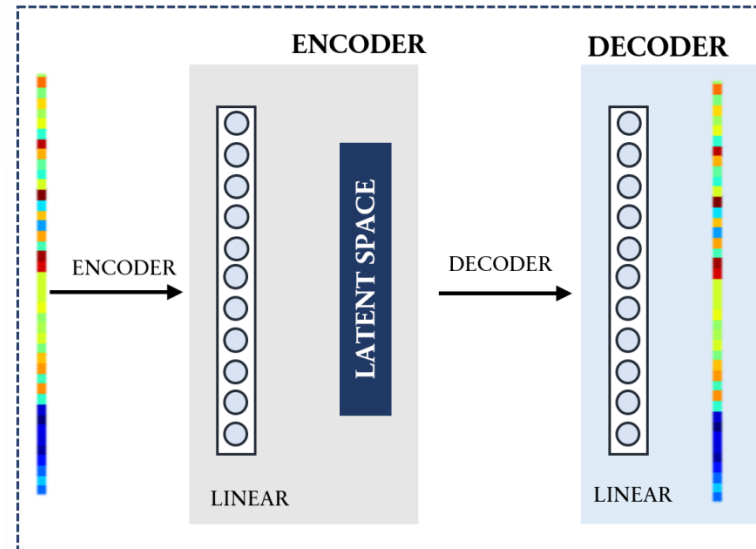 ENCODER
DECODER
ENCODER
LATENT SPACE
DECODER
LINEAR
LINEAR